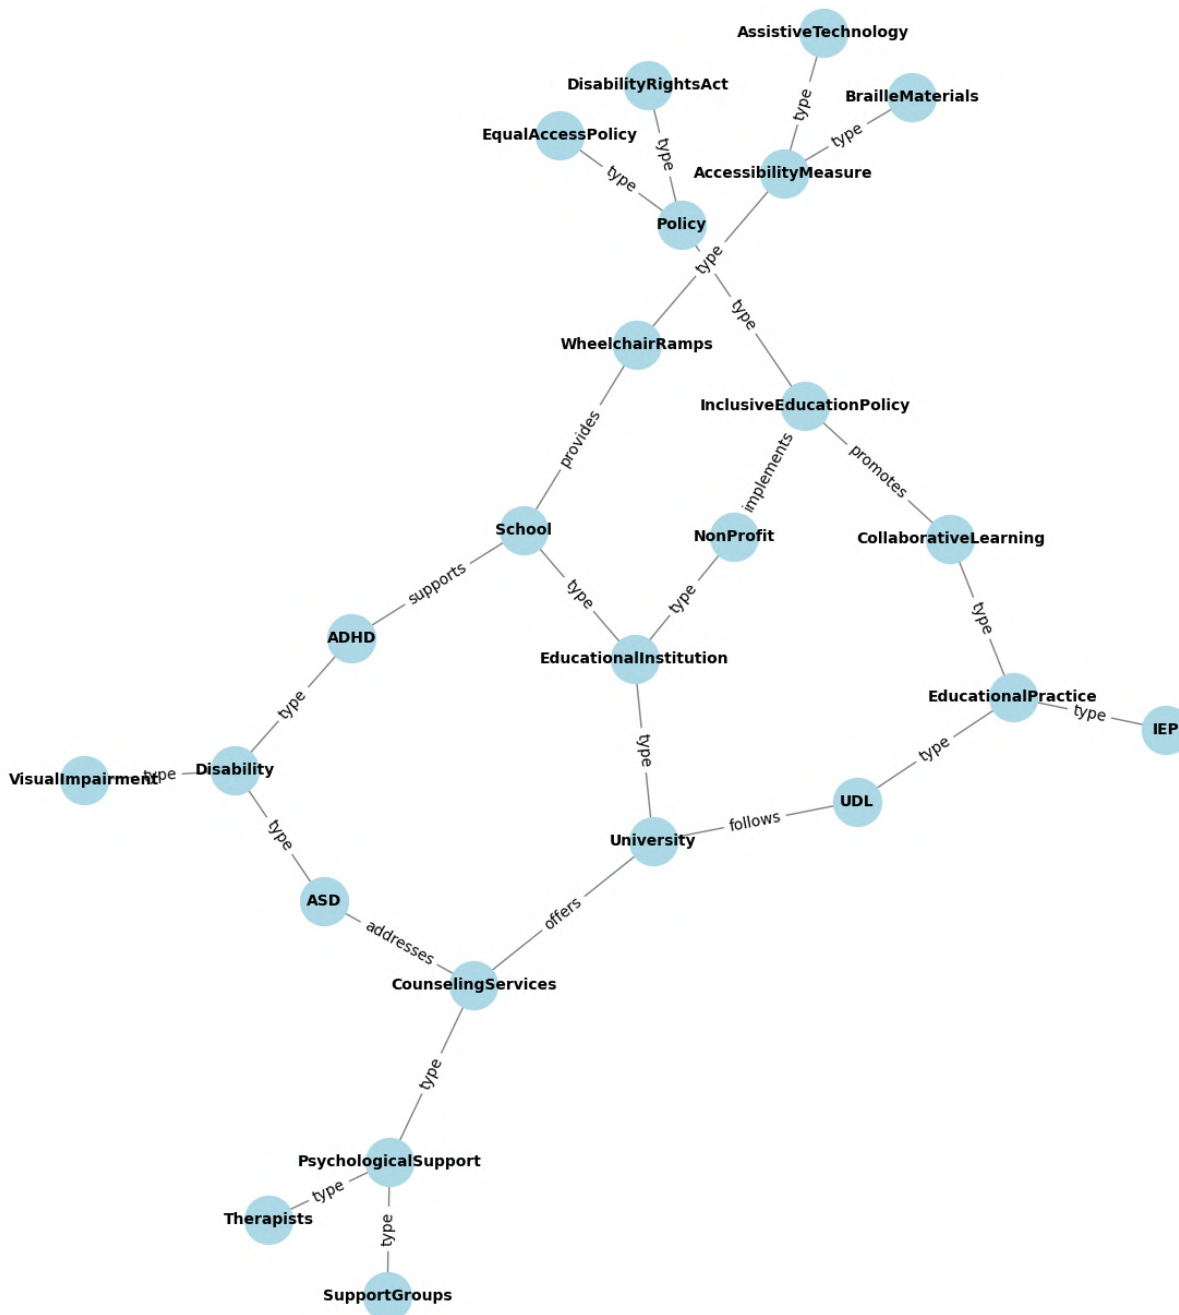 AssistiveTechnology
DisabilityRightsAct
BrailleMaterials
type
EqualAccessPolicy
type
type
AccessibilityMeasure
type
Policy
type
type
WheelchairRamps
InclusiveEducationPolicy
provides
implements
promotes
School
NonProfit
CollaborativeLearning
supports
type
type
type
ADHD
EducationalInstitution
type
EducationalPractice
type
IEP
type
type
VisualImpairment
type
Disability
UDL
type
follows
University
ASD
offers
addresses
CounselingServices
type
PsychologicalSupport
type
Therapists
type
SupportGroups